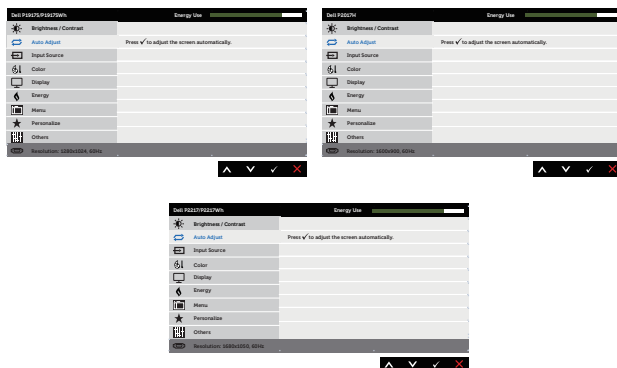 Dell P1917S/P1917SWh Energy Use
Brightness / Contrast
Auto Adjust Press ✓ to adjust the screen automatically.
Input Source
Color
Display
Energy
Menu
Personalize
Others
Resolution: 1280x1024, 60Hz
Dell P2017H Energy Use
Brightness / Contrast
Auto Adjust Press ✓ to adjust the screen automatically.
Input Source
Color
Display
Energy
Menu
Personalize
Others
Resolution: 1600x900, 60Hz
Dell P2217/P2217Wh Energy Use
Brightness / Contrast
Auto Adjust Press ✓ to adjust the screen automatically.
Input Source
Color
Display
Energy
Menu
Personalize
Others
Resolution: 1680x1050, 60Hz